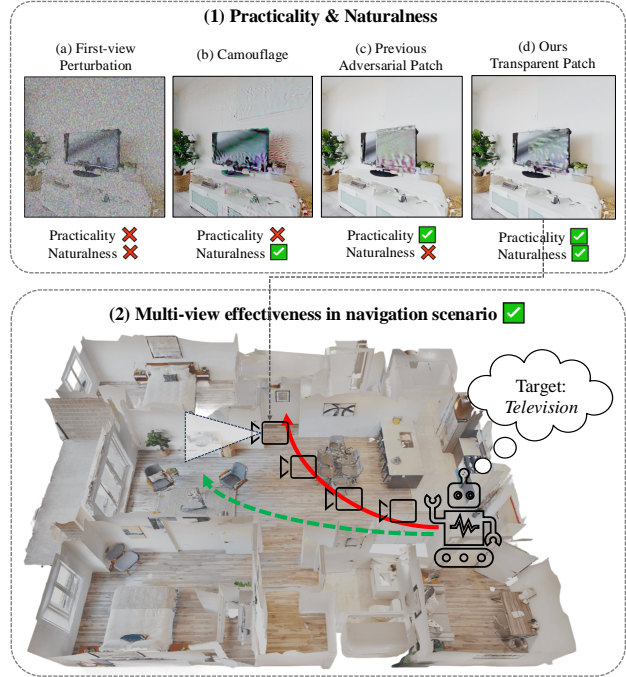 (1) Practicality & Naturalness
(a) First-view
Perturbation
(b) Camouflage
(c) Previous
Adversarial Patch
(d) Ours
Transparent Patch
Practicality
Naturalness
Practicality
Naturalness
Practicality
Naturalness
Practicality
Naturalness
(2) Multi-view effectiveness in navigation scenario
Target:
Television